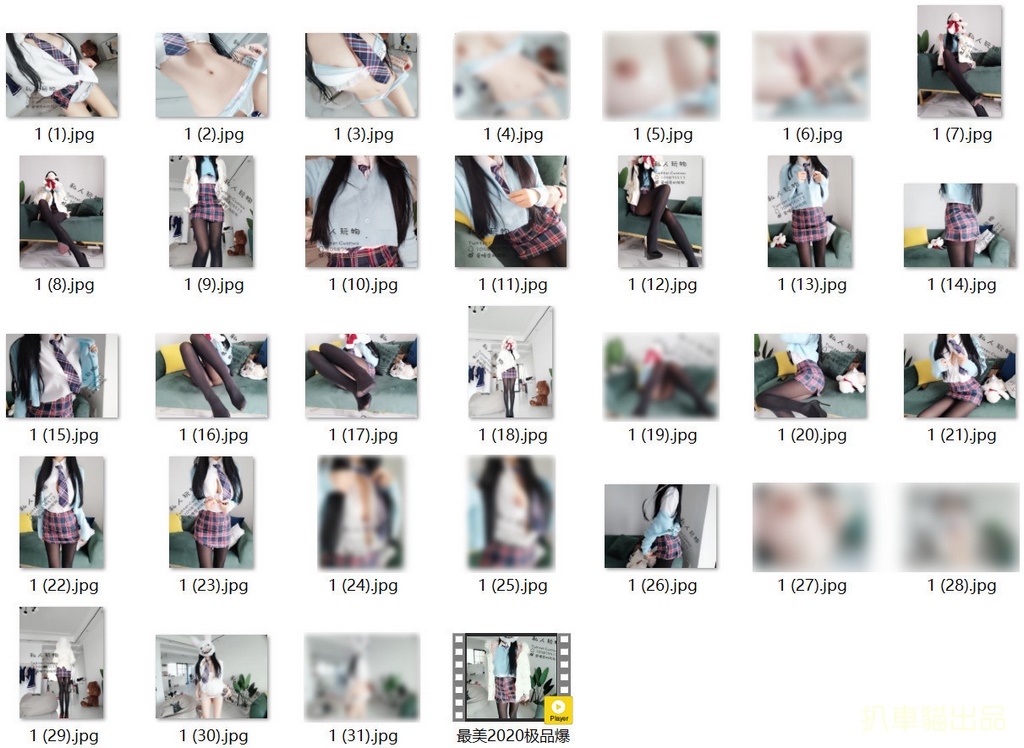 1 (1).jpg 1 (2).jpg 1 (3).jpg 1 (4).jpg 1 (5).jpg 1 (6).jpg 1 (7).jpg
1 (8).jpg 1 (9).jpg 1 (10).jpg 1 (11).jpg 1 (12).jpg 1 (13).jpg 1 (14).jpg
1 (15).jpg 1 (16).jpg 1 (17).jpg 1 (18).jpg 1 (19).jpg 1 (20).jpg 1 (21).jpg
1 (22).jpg 1 (23).jpg 1 (24).jpg 1 (25).jpg 1 (26).jpg 1 (27).jpg 1 (28).jpg
Player
1 (29).jpg 1 (30).jpg 1 (31).jpg 最美2020极品爆
扒車貓出品